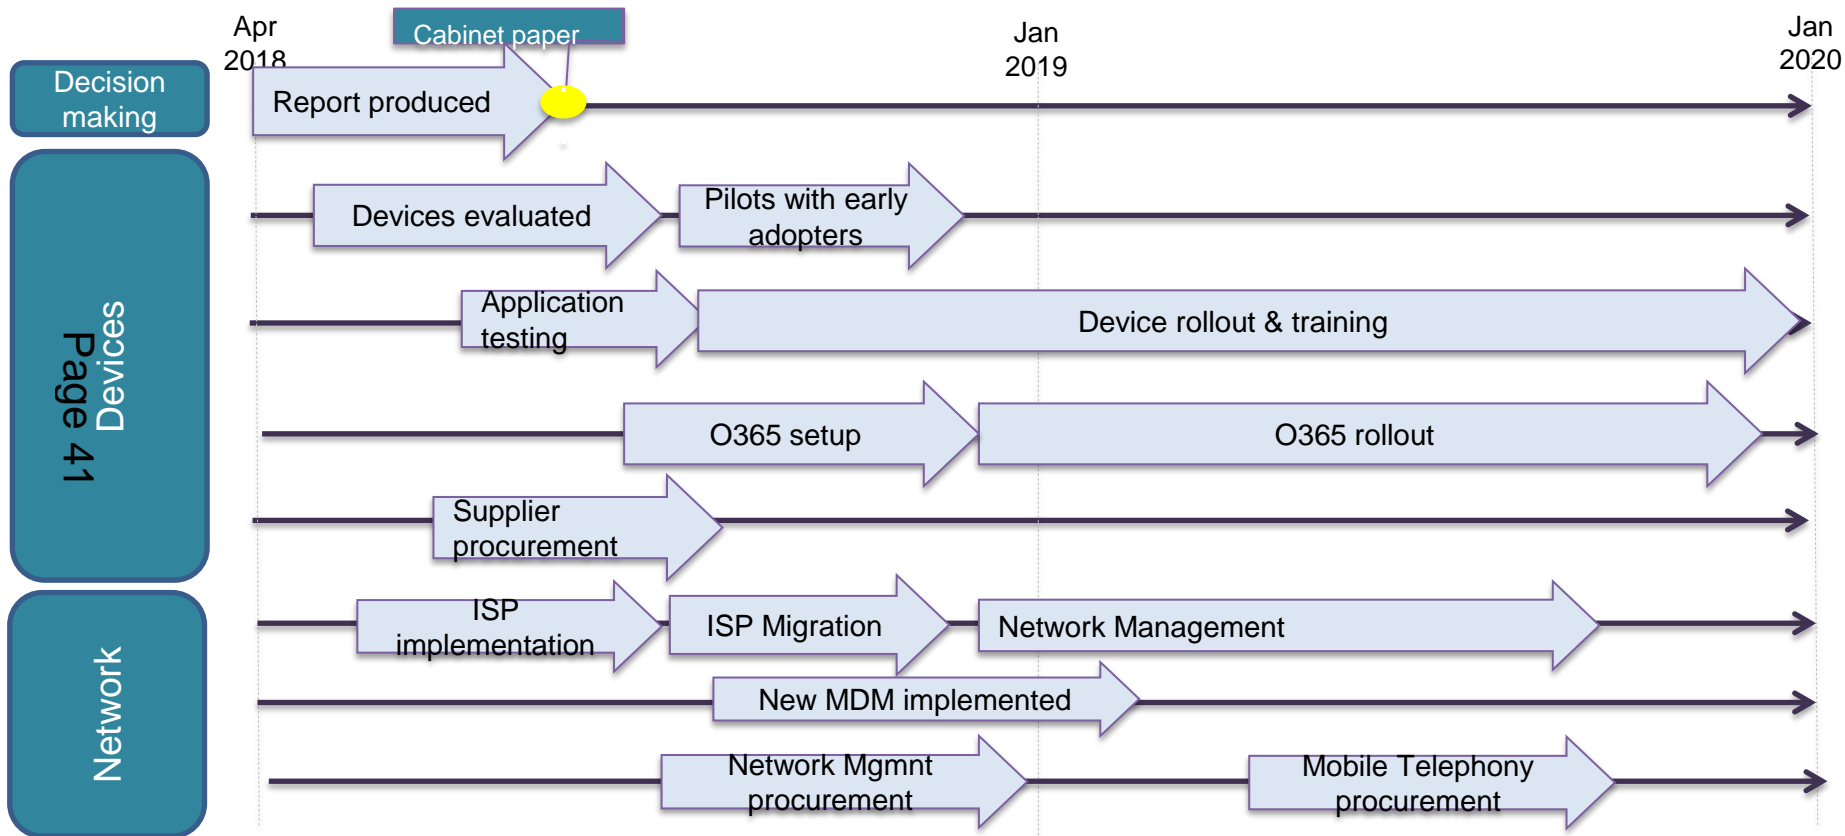 Apr
2018
Cabinet paper
Jan
2019
Jan
2020
Decision
making
Report produced
Devices
Page 41
Devices evaluated
Pilots with early
adopters
Application
testing
Device rollout & training
O365 setup
O365 rollout
Supplier
procurement
Network
ISP
implementation
ISP Migration
Network Management
New MDM implemented
Network Mgmnt
procurement
Mobile Telephony
procurement